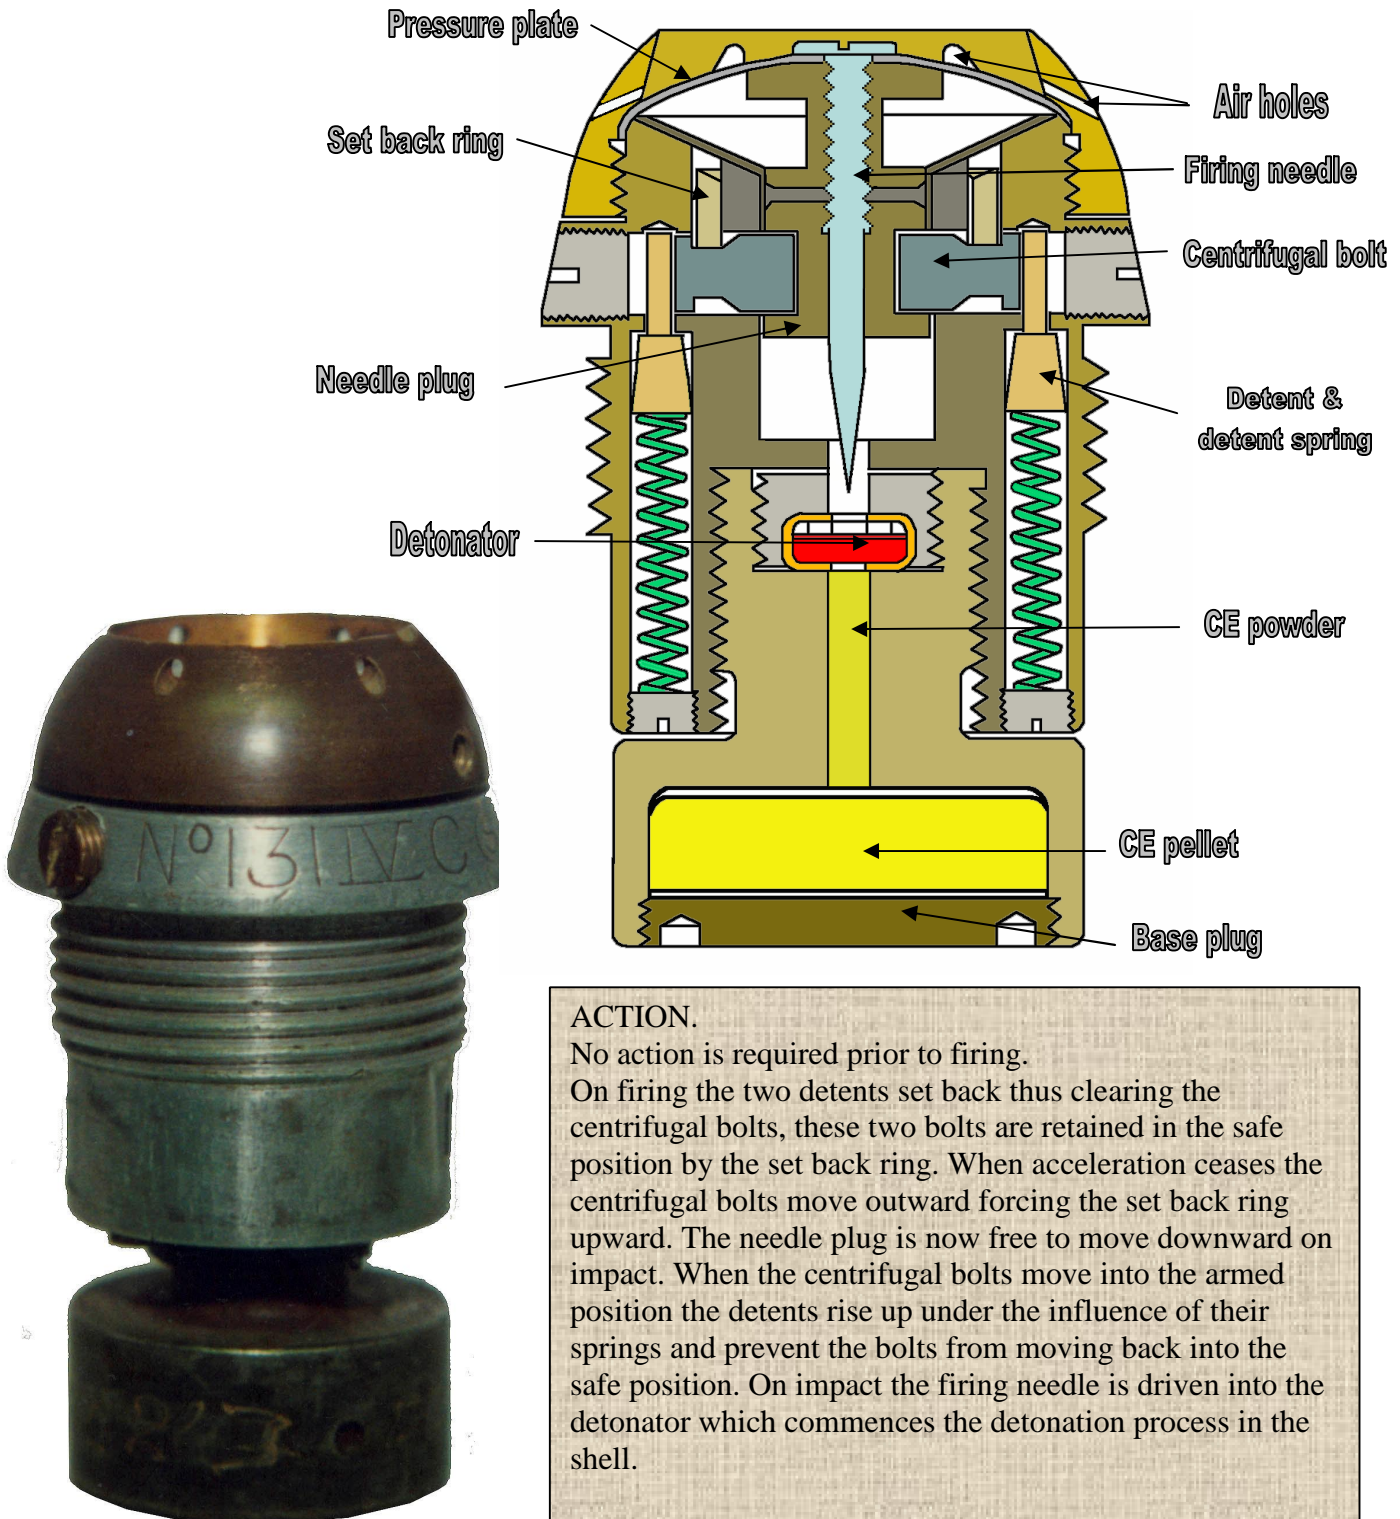 Pressure plate
Air holes
Set back ring
Firing needle
Centrifugal bolt
Needle plug
Detent &
detent spring
Detonator
CE powder
CE pellet
Base plug
Nº 131 IV
ACTION.
No action is required prior to firing.
On firing the two detents set back thus clearing the
centrifugal bolts, these two bolts are retained in the safe
position by the set back ring. When acceleration ceases the
centrifugal bolts move outward forcing the set back ring
upward. The needle plug is now free to move downward on
impact. When the centrifugal bolts move into the armed
position the detents rise up under the influence of their
springs and prevent the bolts from moving back into the
safe position. On impact the firing needle is driven into the
detonator which commences the detonation process in the
shell.